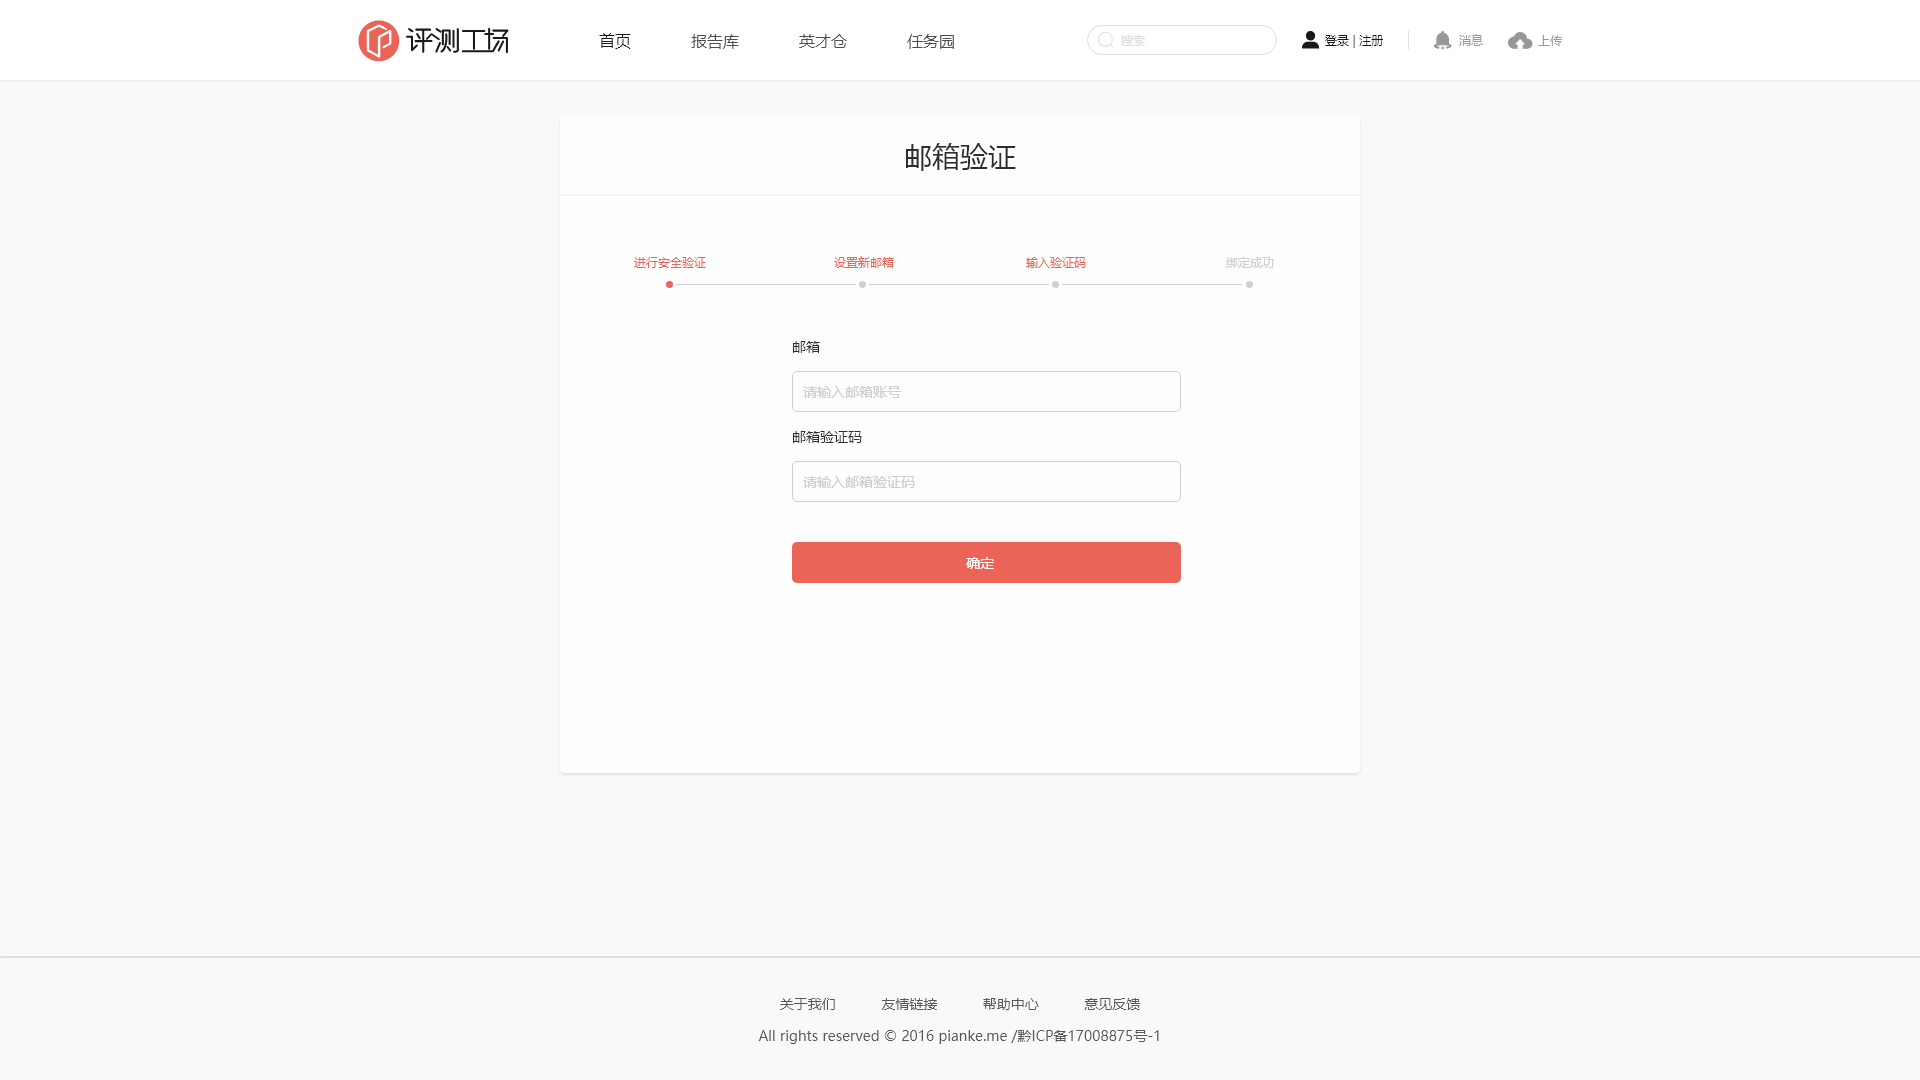 评测工场 首页 报告库 英才仓 任务园 搜索 登录 | 注册 消息 上传
邮箱验证
进行安全验证 设置新邮箱 输入验证码 绑定成功
邮箱
请输入邮箱账号
邮箱验证码
请输入邮箱验证码
确定
关于我们 友情链接 帮助中心 意见反馈
All rights reserved © 2016 pianke.me /黔ICP备17008875号-1